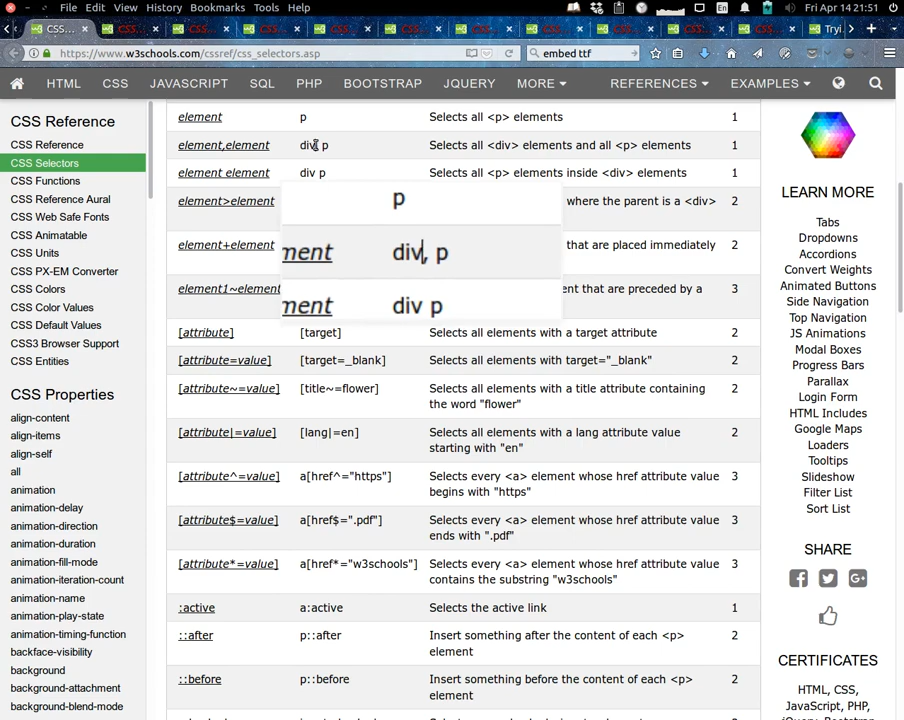 File Edit View History Bookmarks Tools Help
En
Fri Apr 14 21:51
CSS...
CSS
Tryi
https://www.w3schools.com/cssref/css_selectors.asp
embed ttf
HTML CSS JAVASCRIPT SQL PHP BOOTSTRAP JQUERY MORE REFERENCES EXAMPLES
CSS Reference
CSS Reference
CSS Selectors
CSS Functions
CSS Reference Aural
CSS Web Safe Fonts
CSS Animatable
CSS Units
CSS PX-EM Converter
CSS Colors
CSS Color Values
CSS Default Values
CSS3 Browser Support
CSS Entities
CSS Properties
align-content
align-items
align-self
all
animation
animation-delay
animation-direction
animation-duration
animation-fill-mode
animation-iteration-count
animation-name
animation-play-state
animation-timing-function
backface-visibility
background
background-attachment
background-blend-mode
element p Selects all <p> elements 1
element,element div, p Selects all <div> elements and all <p> elements 1
element element div p Selects all <p> elements inside <div> elements 1
element>element where the parent is a <div> 2
element+element that are placed immediately 2
element1~element ent that are preceded by a 3
p
ment div, p
ment div p
[attribute] [target] Selects all elements with a target attribute 2
[attribute=value] [target=_blank] Selects all elements with target="_blank" 2
[attribute~=value] [title~=flower] Selects all elements with a title attribute containing 2
the word "flower"
[attribute|=value] [lang|=en] Selects all elements with a lang attribute value 2
starting with "en"
[attribute^=value] a[href^="https"] Selects every <a> element whose href attribute value 3
begins with "https"
[attribute$=value] a[href$=".pdf"] Selects every <a> element whose href attribute value 3
ends with ".pdf"
[attribute*=value] a[href*="w3schools"] Selects every <a> element whose href attribute value 3
contains the substring "w3schools"
:active a:active Selects the active link 1
::after p::after Insert something after the content of each <p> 2
element
::before p::before Insert something before the content of each <p> 2
element
LEARN MORE
Tabs
Dropdowns
Accordions
Convert Weights
Animated Buttons
Side Navigation
Top Navigation
JS Animations
Modal Boxes
Progress Bars
Parallax
Login Form
HTML Includes
Google Maps
Loaders
Tooltips
Slideshow
Filter List
Sort List
SHARE
CERTIFICATES
HTML, CSS,
JavaScript, PHP,
jQuery, Bootstrap